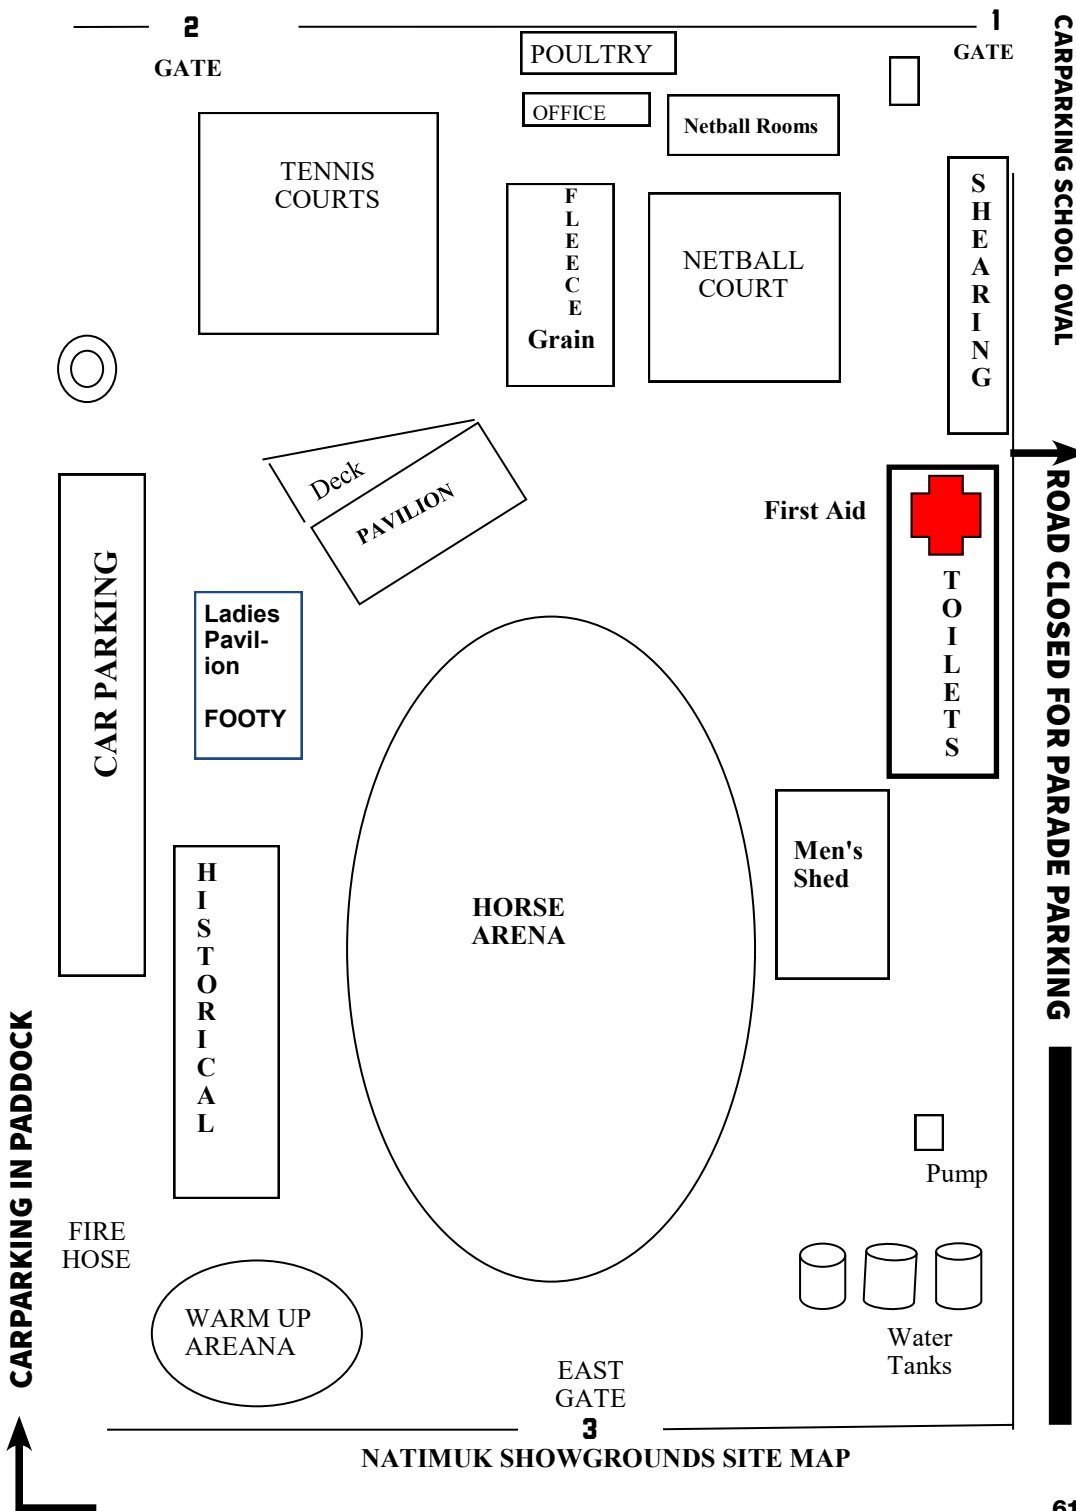 2
GATE
1
GATE
POULTRY
OFFICE
Netball Rooms
TENNIS
COURTS
FLEECE
Grain
NETBALL
COURT
SHEARING
CARPARKING SCHOOL OVAL
Deck
PAVILION
First Aid
TOILETS
ROAD CLOSED FOR PARADE PARKING
CAR PARKING
Ladies
Pavil-
ion
FOOTY
Men's
Shed
HORSE
ARENA
HISTORICAL
CARPARKING IN PADDOCK
Pump
FIRE
HOSE
WARM UP
AREANA
Water
Tanks
EAST
GATE
3
NATIMUK SHOWGROUNDS SITE MAP
61